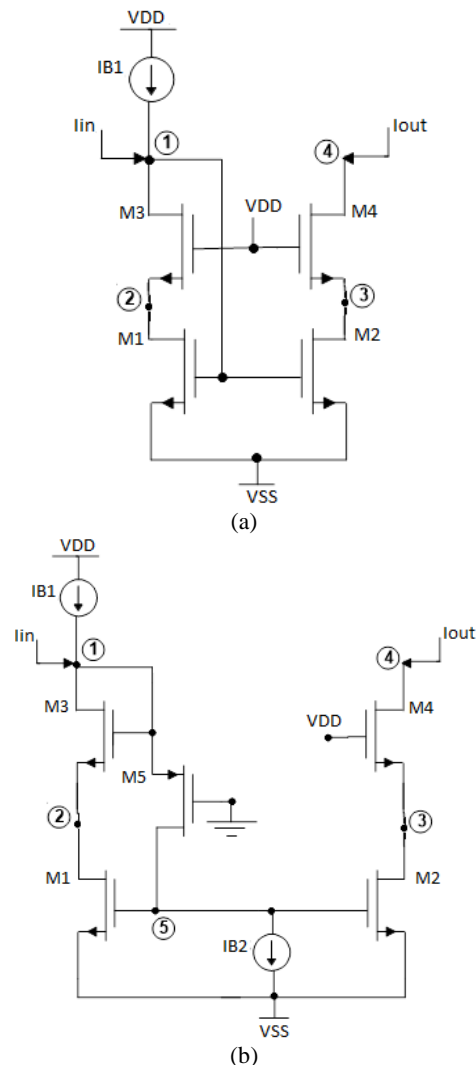 VDD
IB1
Iin
①
④
Iout
M3
VDD
M4
②
③
M1
M2
VSS
(a)
VDD
IB1
Iin
①
④
Iout
M3
M4
VDD
M5
②
③
M1
M2
⑤
IB2
VSS
(b)